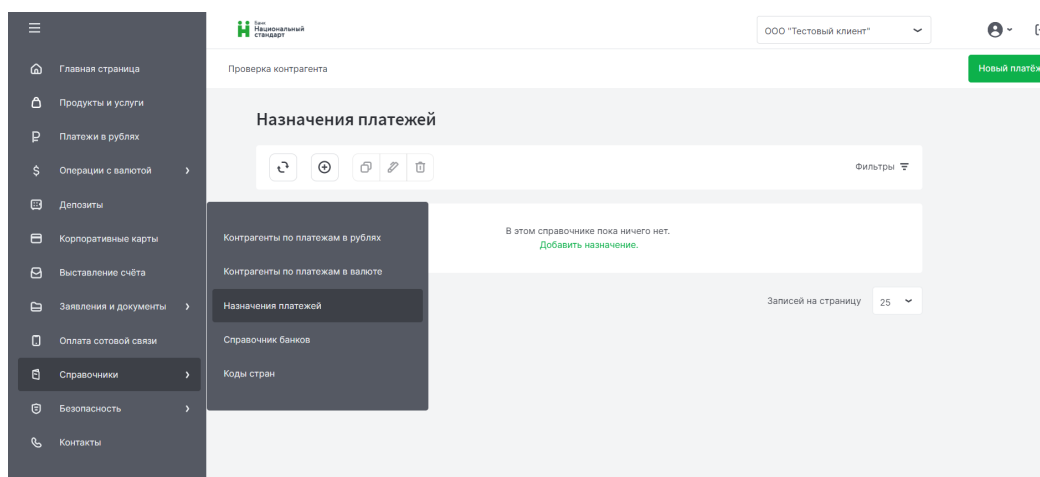 Банк
Национальный
стандарт
ООО "Тестовый клиент"
Главная страница
Проверка контрагента
Новый платёж
Продукты и услуги
Назначения платежей
Платежи в рублях
Операции с валютой
Фильтры
Депозиты
Корпоративные карты
Выставление счёта
Заявления и документы
Оплата сотовой связи
Справочники
Безопасность
Контакты
Контрагенты по платежам в рублях
Контрагенты по платежам в валюте
Назначения платежей
Справочник банков
Коды стран
В этом справочнике пока ничего нет.
Добавить назначение.
Записей на страницу 25